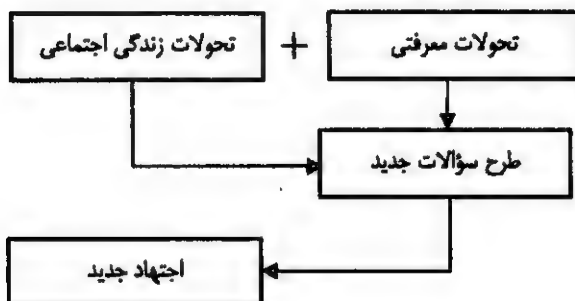 تحولات معرفتی + تحولات زندگی اجتماعی
طرح سؤالات جدید
اجتهاد جدید